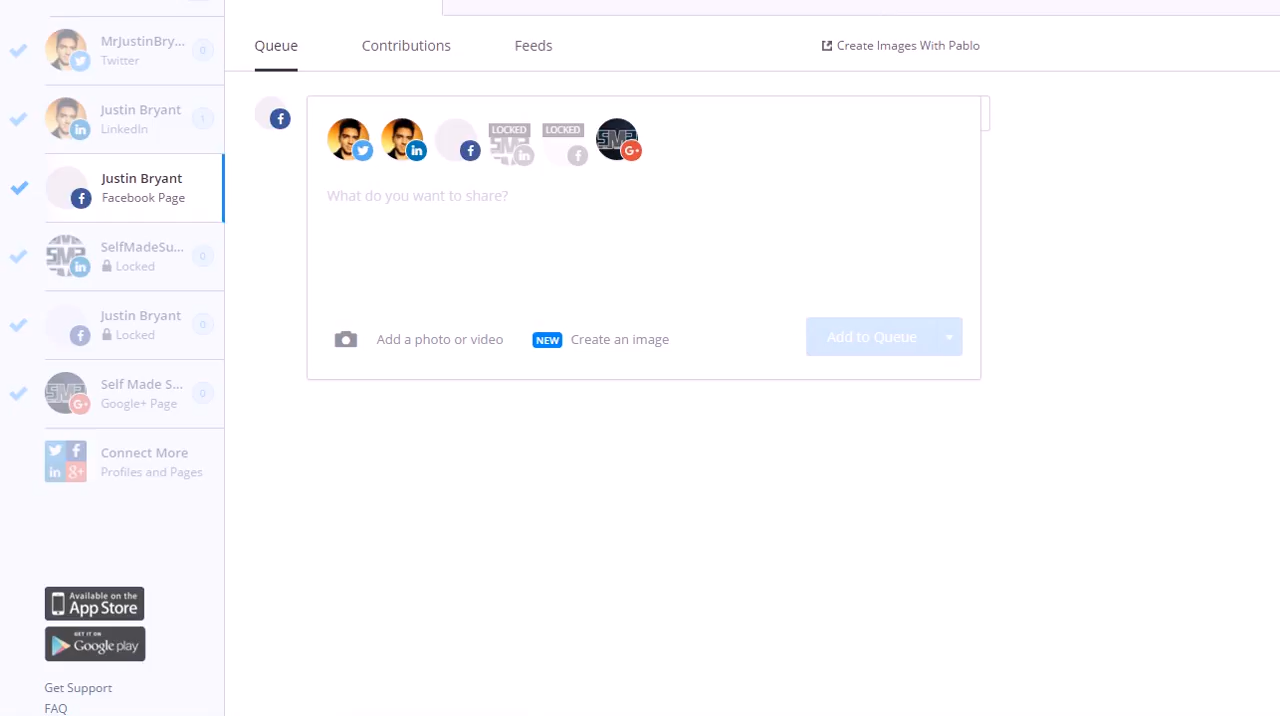 MrJustinBry...
0
Twitter
Justin Bryant
1
LinkedIn
Justin Bryant
Facebook Page
SelfMadeSu...
0
Locked
Justin Bryant
0
Locked
Self Made S...
0
Google+ Page
Connect More
Profiles and Pages
Available on the
App Store
GET IT ON
Google play
Get Support
FAQ
Queue
Contributions
Feeds
Create Images With Pablo
LOCKED
LOCKED
What do you want to share?
Add a photo or video
NEW
Create an image
Add to Queue